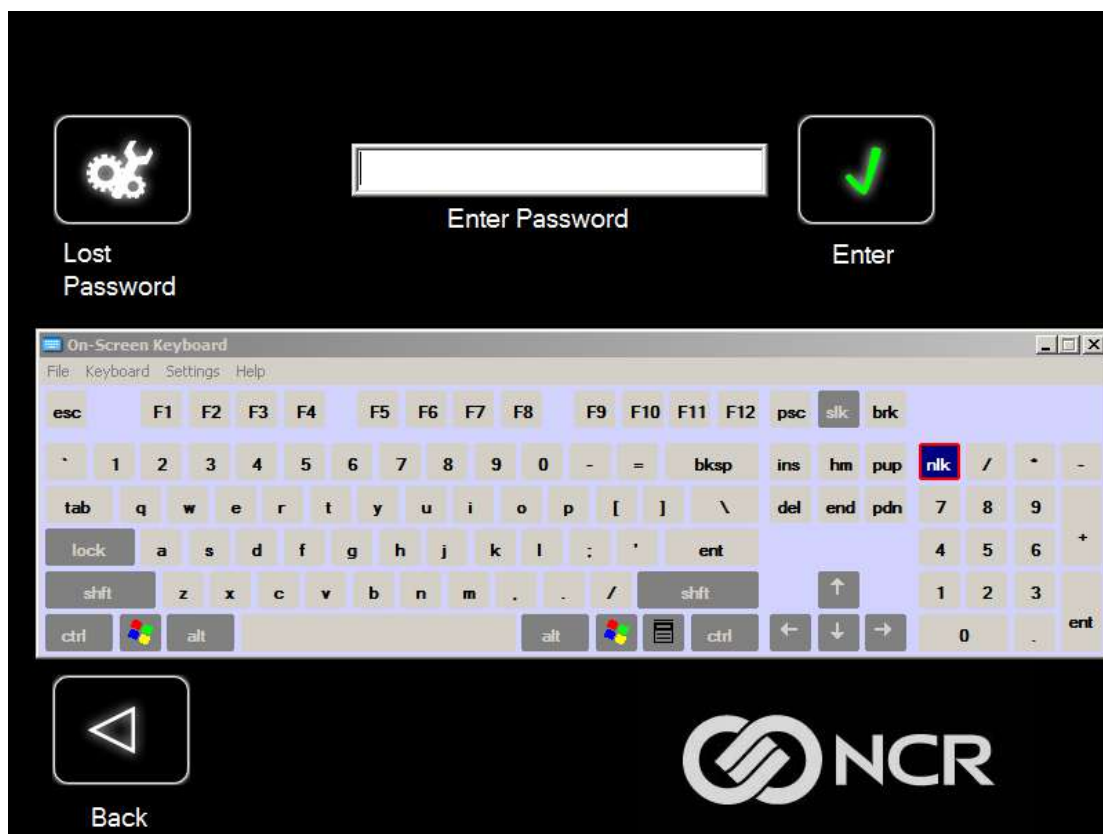 Enter Password
Lost
Password
Enter
On-Screen Keyboard
File Keyboard Settings Help
esc F1 F2 F3 F4 F5 F6 F7 F8 F9 F10 F11 F12 psc slk brk
` 1 2 3 4 5 6 7 8 9 0 - = bksp ins hm pup nlk / * -
tab q w e r t y u i o p [ ] \ del end pdn 7 8 9 +
lock a s d f g h j k l ; ' ent 4 5 6
shft z x c v b n m , . / shft ↑ 1 2 3 ent
ctrl alt alt ctrl ← ↓ → 0 .
Back
NCR